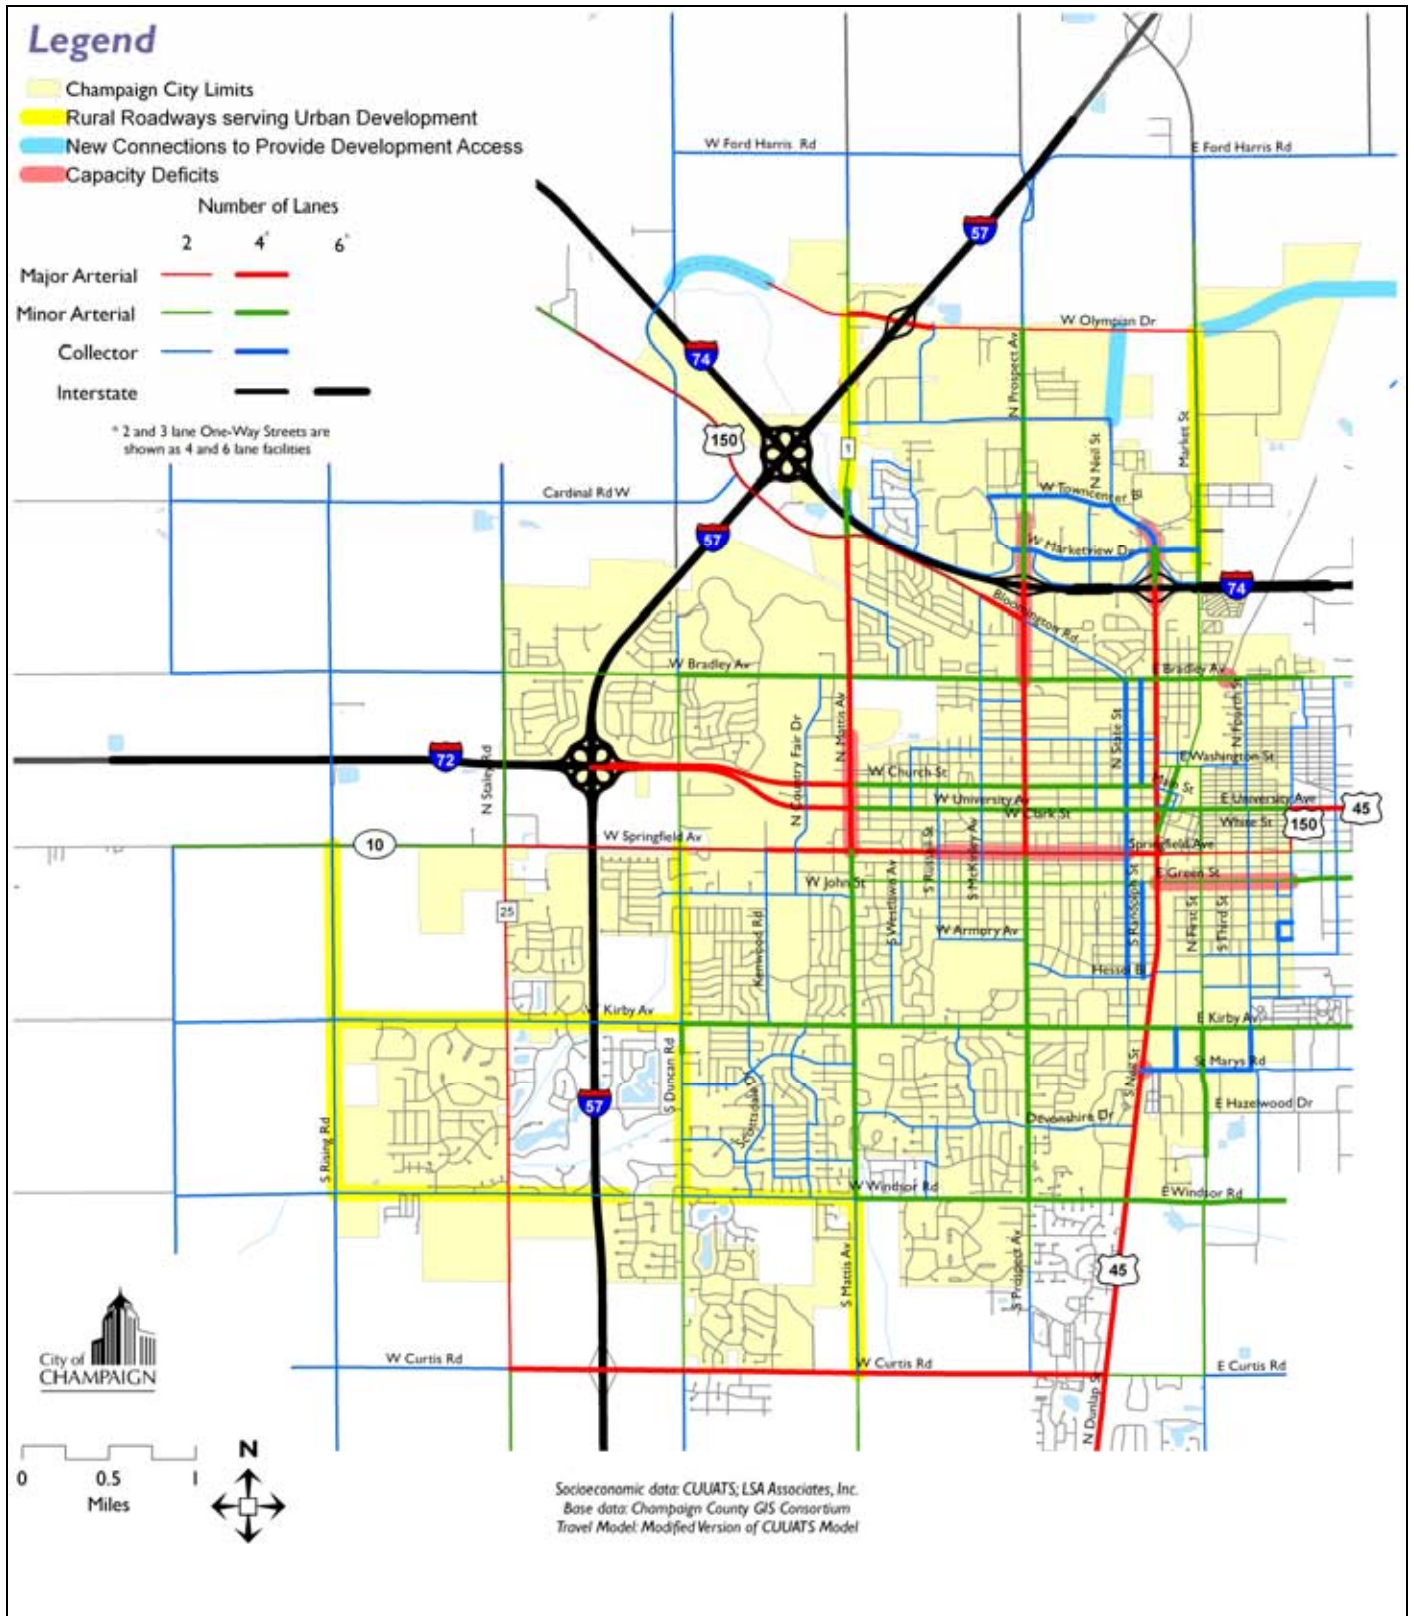 Legend
Champaign City Limits
Rural Roadways serving Urban Development
New Connections to Provide Development Access
Capacity Deficits
Number of Lanes
2 4* 6*
Major Arterial
Minor Arterial
Collector
Interstate
* 2 and 3 lane One-Way Streets are
shown as 4 and 6 lane facilities
W Ford Harris Rd
E Ford Harris Rd
57
W Olympian Dr
74
N Prospect Av
150
1
Market St
N Neil St
Cardinal Rd W
W Towncenter Bl
57
W Marketview Dr
74
Bloomington Rd
W Bradley Av
E Bradley Av
N Fourth St
N Mattis Av
N State St
N Country Fair Dr
72
N Staley Rd
E Washington St
W Church St
Main St
W University Av
E University Ave
45
W Clark St
White St
150
10
W Springfield Av
Springfield Ave
S Russell St
S McKinley Av
W John St
E Green St
25
Kenwood Rd
S Westlawn Av
W Armory Av
S Randolph St
N First St
S Third St
Hessel Bl
W Kirby Av
E Kirby Av
S Duncan Rd
S Neil St
St Marys Rd
57
Scottsdale Dr
Devonshire Dr
E Hazelwood Dr
S Rising Rd
W Windsor Rd
E Windsor Rd
S Mattis Av
S Prospect Av
45
City of
CHAMPAIGN
W Curtis Rd
W Curtis Rd
E Curtis Rd
N Dunlap St
N
0 0.5 1
Miles
Socioeconomic data: CUUATS; LSA Associates, Inc.
Base data: Champaign County GIS Consortium
Travel Model: Modified Version of CUUATS Model